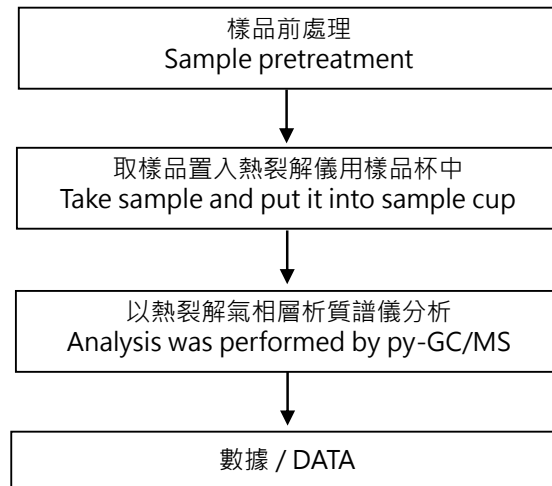 樣品前處理
Sample pretreatment
取樣品置入熱裂解儀用樣品杯中
Take sample and put it into sample cup
以熱裂解氣相層析質譜儀分析
Analysis was performed by py-GC/MS
數據 / DATA